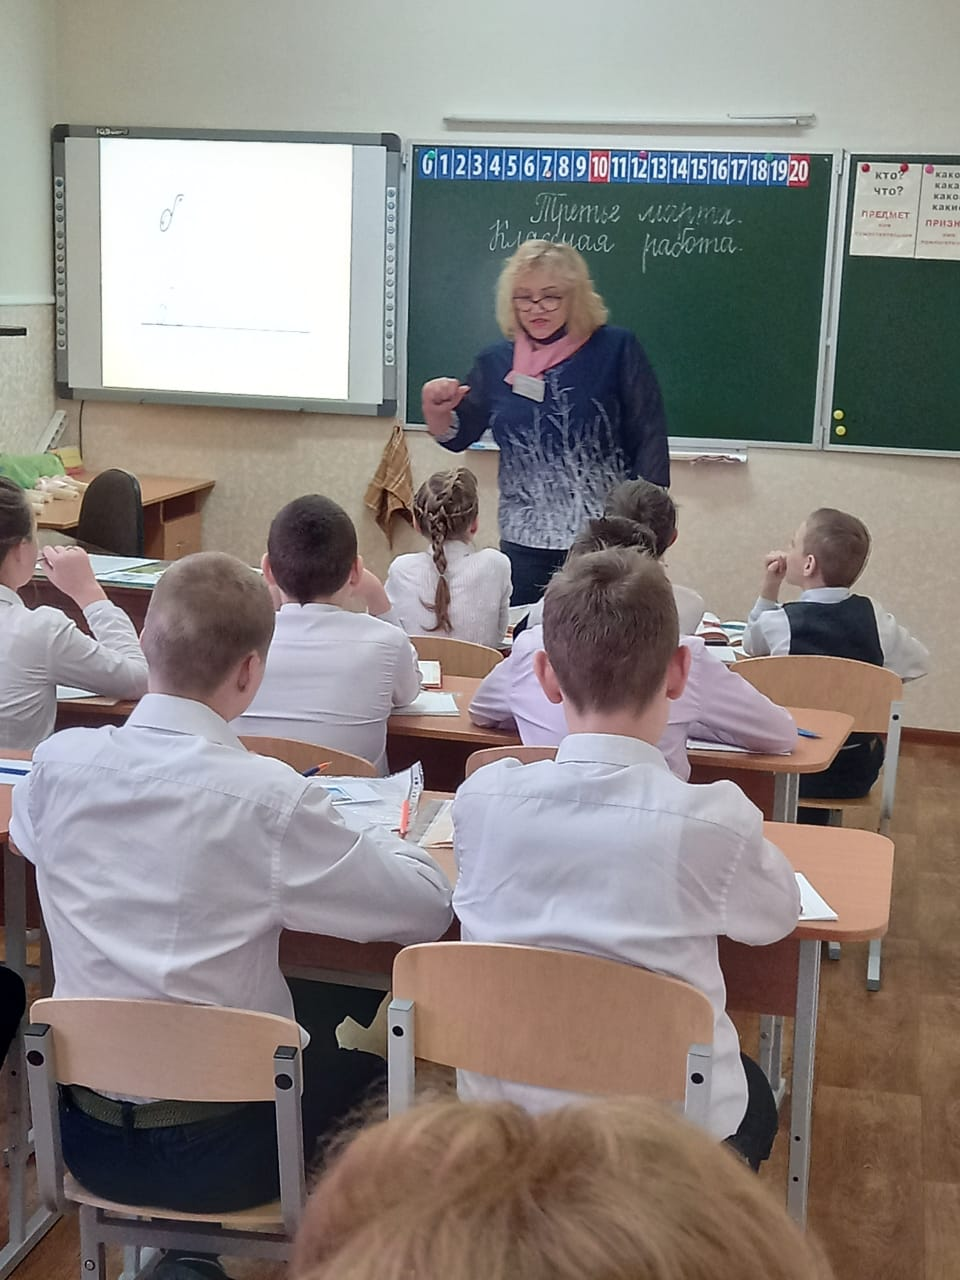 б
0 1 2 3 4 5 6 7 8 9 10 11 12 13 14 15 16 17 18 19 20
Третье марта.
Классная работа.
кто?
что?
ПРЕДМЕТ